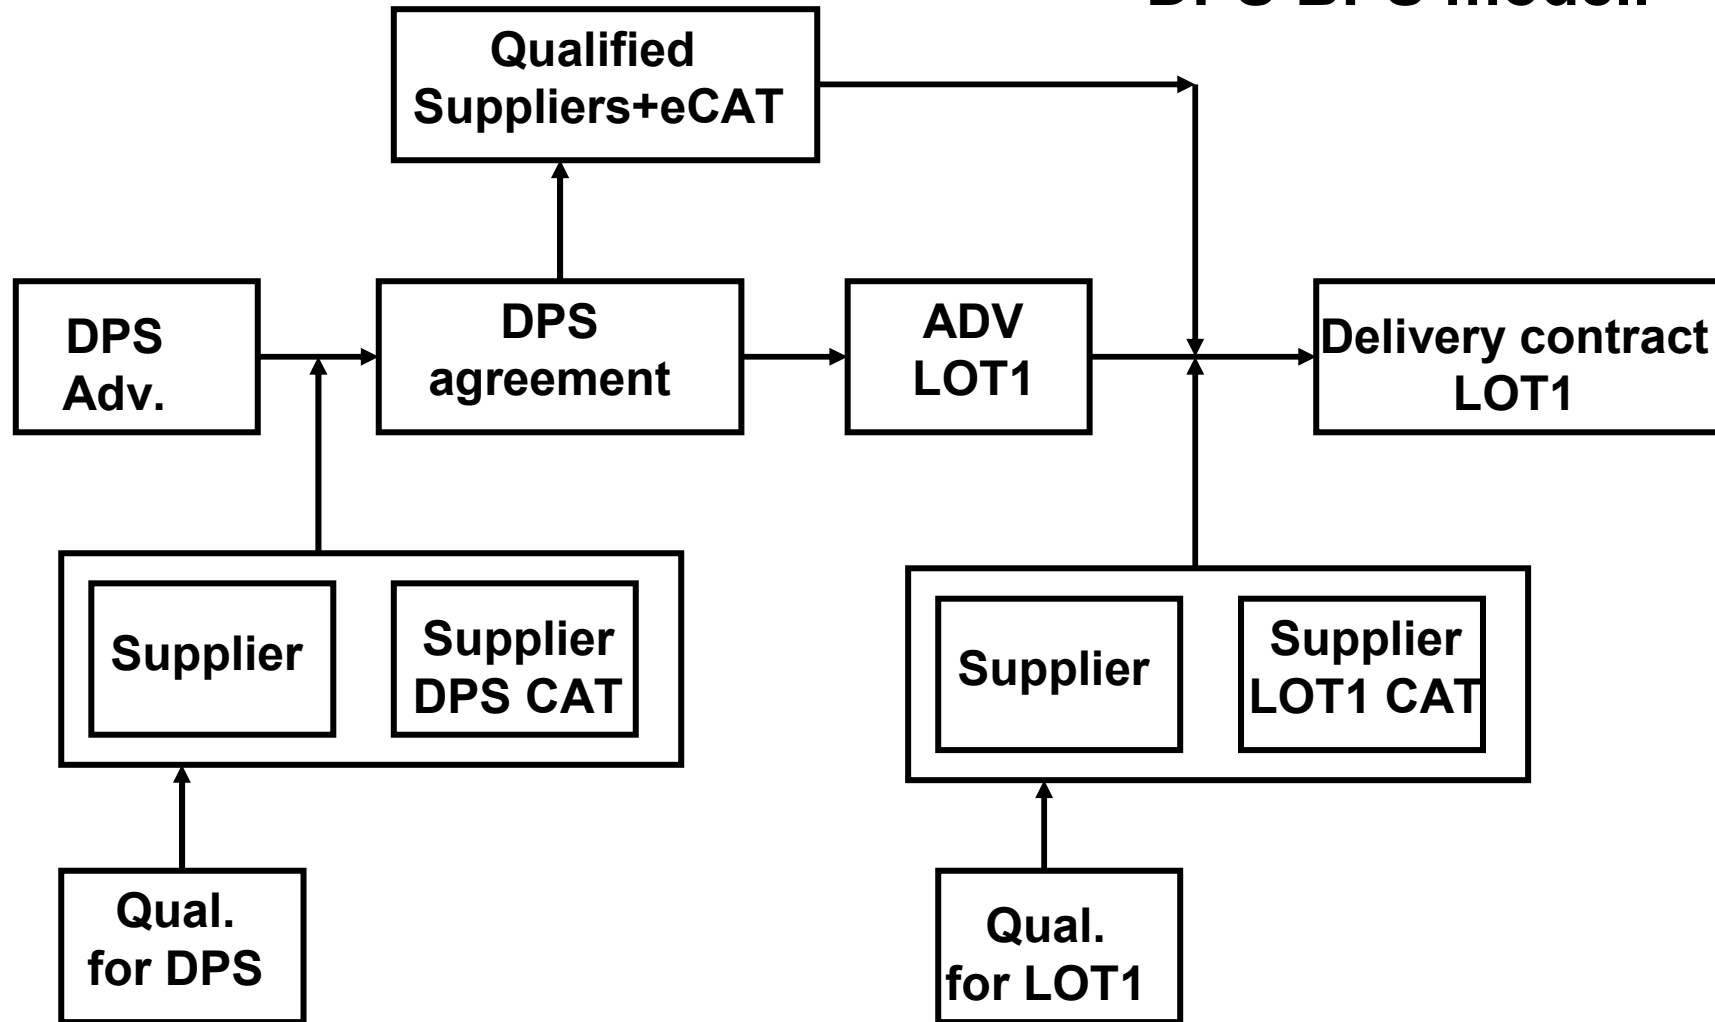 Qualified
Suppliers+eCAT
DPS
Adv.
DPS
agreement
ADV
LOT1
Delivery contract
LOT1
Supplier
Supplier
DPS CAT
Supplier
Supplier
LOT1 CAT
Qual.
for DPS
Qual.
for LOT1